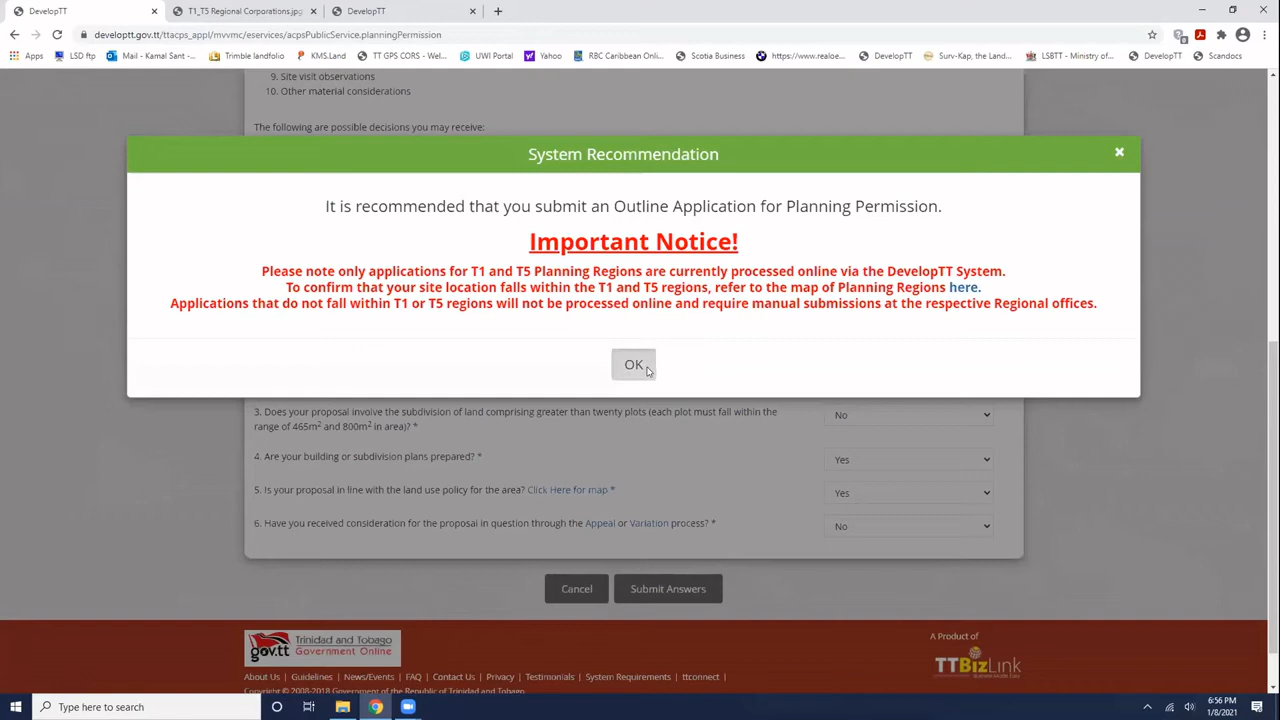 DevelopTT
T1_T5 Regional Corporations.jpg
DevelopTT
developtt.gov.tt/ttacps_appl/mvvmc/eservices/acpsPublicService.planningPermission
Apps
LSD ftp
Mail - Kamal Sant -...
Trimble landfolio
KMS.Land
TT GPS CORS - Wel...
UWI Portal
Yahoo
RBC Caribbean Onl...
Scotia Business
https://www.realoe...
DevelopTT
Surv-Kap, the Land...
LSBTT - Ministry of...
DevelopTT
Scandocs
9. Site visit observations
10. Other material considerations
The following are possible decisions you may receive:
System Recommendation
It is recommended that you submit an Outline Application for Planning Permission.
Important Notice!
Please note only applications for T1 and T5 Planning Regions are currently processed online via the DevelopTT System.
To confirm that your site location falls within the T1 and T5 regions, refer to the map of Planning Regions here.
Applications that do not fall within T1 or T5 regions will not be processed online and require manual submissions at the respective Regional offices.
OK
3. Does your proposal involve the subdivision of land comprising greater than twenty plots (each plot must fall within the
range of 465m² and 800m² in area)? *
No
4. Are your building or subdivision plans prepared? *
Yes
5. Is your proposal in line with the land use policy for the area? Click Here for map *
Yes
6. Have you received consideration for the proposal in question through the Appeal or Variation process? *
No
Cancel
Submit Answers
gov.tt
Trinidad and Tobago
Government Online
A Product of
TTBizLink
About Us | Guidelines | News/Events | FAQ | Contact Us | Privacy | Testimonials | System Requirements | ttconnect |
Copyright © 2008-2018 Government of the Republic of Trinidad and Tobago
Type here to search
6:56 PM
1/8/2021